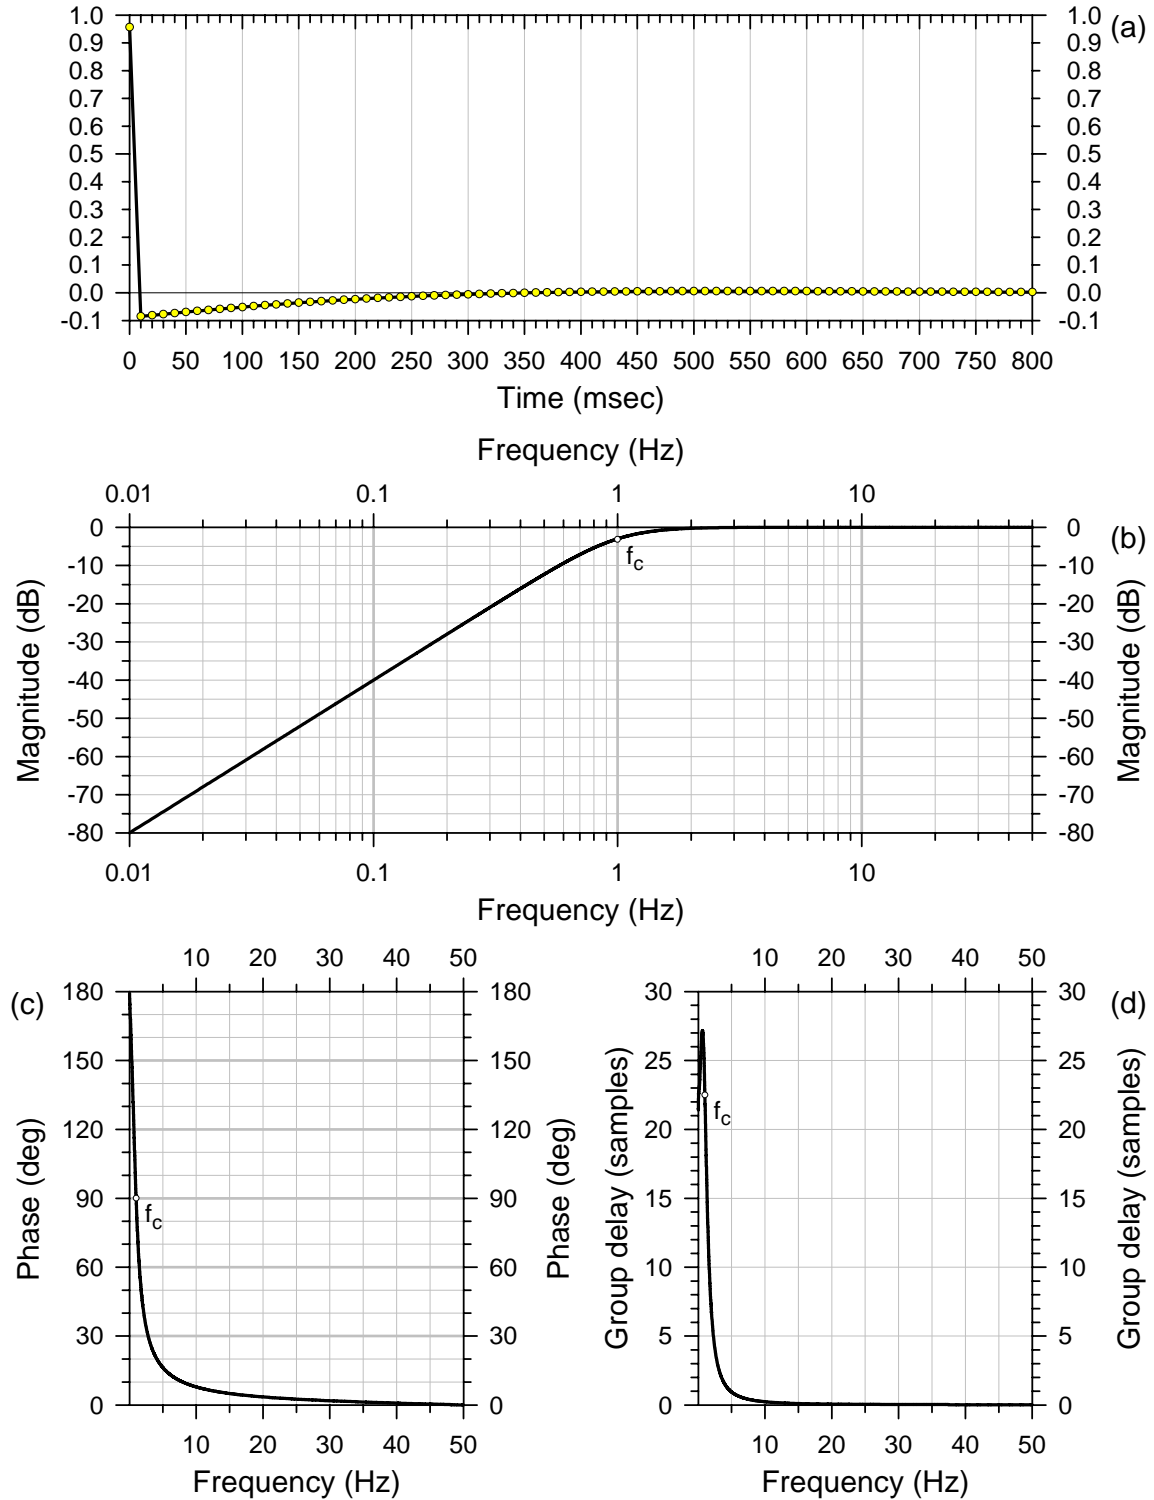 1.0 1.0 (a)
0.9 0.9
0.8 0.8
0.7 0.7
0.6 0.6
0.5 0.5
0.4 0.4
0.3 0.3
0.2 0.2
0.1 0.1
0.0 0.0
-0.1 -0.1
0 50 100 150 200 250 300 350 400 450 500 550 600 650 700 750 800
Time (msec)
Frequency (Hz)
0.01 0.1 1 10
0 0 (b)
-10 -10
fc
-20 -20
-30 -30
-40 -40
-50 -50
-60 -60
-70 -70
-80 -80
Magnitude (dB)
Magnitude (dB)
0.01 0.1 1 10
Frequency (Hz)
10 20 30 40 50
(c) 180 180
150 150
120 120
90 90
fc
60 60
30 30
0 0
Phase (deg)
Phase (deg)
10 20 30 40 50
Frequency (Hz)
10 20 30 40 50
30 30 (d)
25 25
fc
20 20
15 15
10 10
5 5
0 0
Group delay (samples)
Group delay (samples)
10 20 30 40 50
Frequency (Hz)